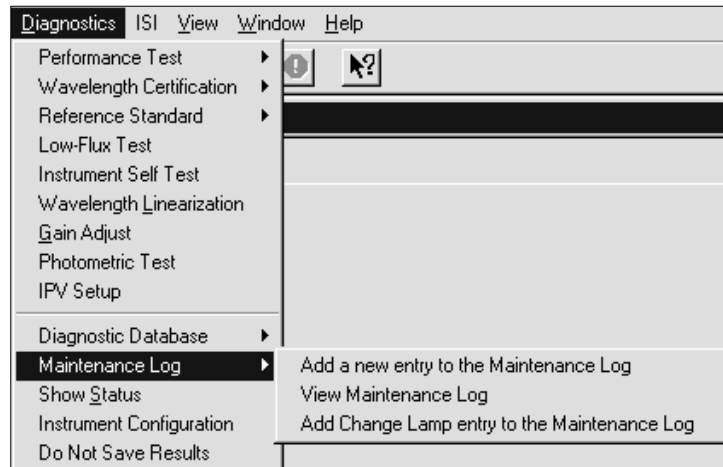 Diagnostics ISI View Window Help
Performance Test
Wavelength Certification
Reference Standard
Low-Flux Test
Instrument Self Test
Wavelength Linearization
Gain Adjust
Photometric Test
IPV Setup
Diagnostic Database
Maintenance Log
Add a new entry to the Maintenance Log
Show Status
View Maintenance Log
Instrument Configuration
Add Change Lamp entry to the Maintenance Log
Do Not Save Results